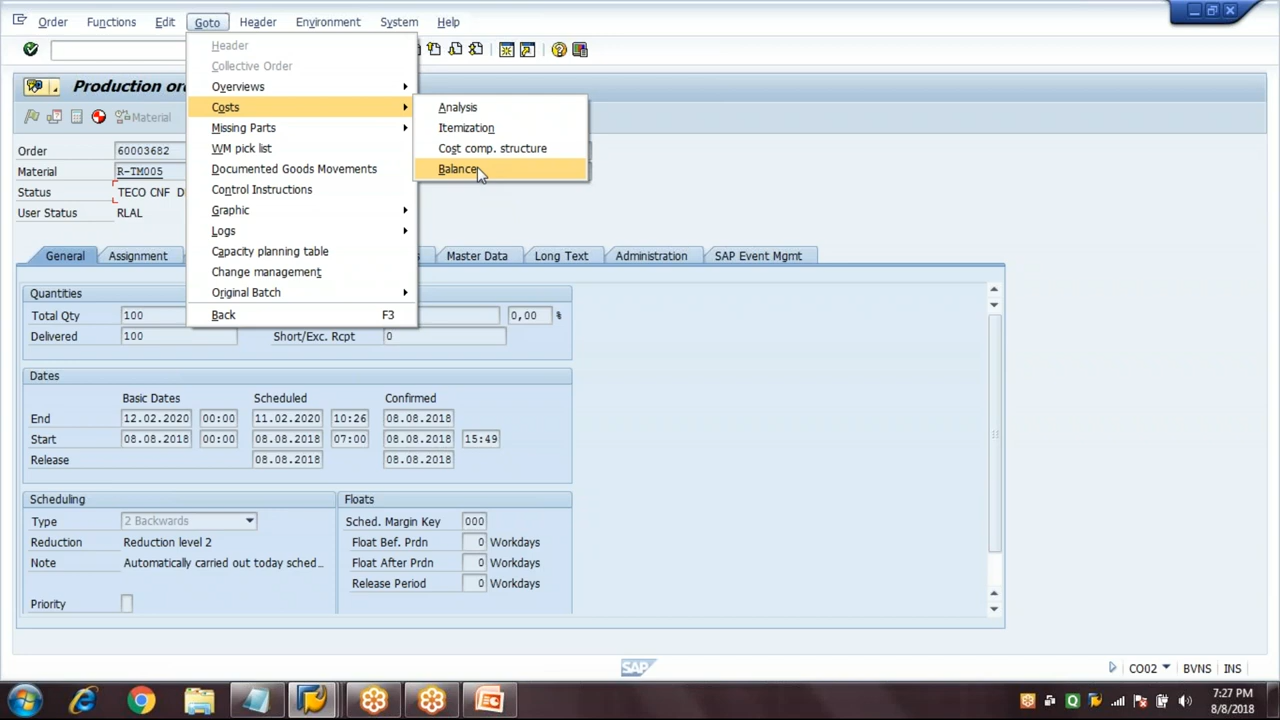 Order Functions Edit Goto Header Environment System Help
Production or
Material
Header
Collective Order
Overviews
Costs
Missing Parts
WM pick list
Documented Goods Movements
Control Instructions
Graphic
Logs
Capacity planning table
Change management
Original Batch
Back F3
Analysis
Itemization
Cost comp. structure
Balance
Order 60003682
Material R-TM005
Status TECO CNF D
User Status RLAL
General Assignment Master Data Long Text Administration SAP Event Mgmt
Quantities
Total Qty 100 0,00 %
Delivered 100 Short/Exc. Rcpt 0
Dates
Basic Dates Scheduled Confirmed
End 12.02.2020 00:00 11.02.2020 10:26 08.08.2018
Start 08.08.2018 00:00 08.08.2018 07:00 08.08.2018 15:49
Release 08.08.2018 08.08.2018
Scheduling Floats
Type 2 Backwards Sched. Margin Key 000
Reduction Reduction level 2 Float Bef. Prdn 0 Workdays
Note Automatically carried out today sched... Float After Prdn 0 Workdays
Release Period 0 Workdays
Priority
SAP CO02 BVNS INS
7:27 PM
8/8/2018